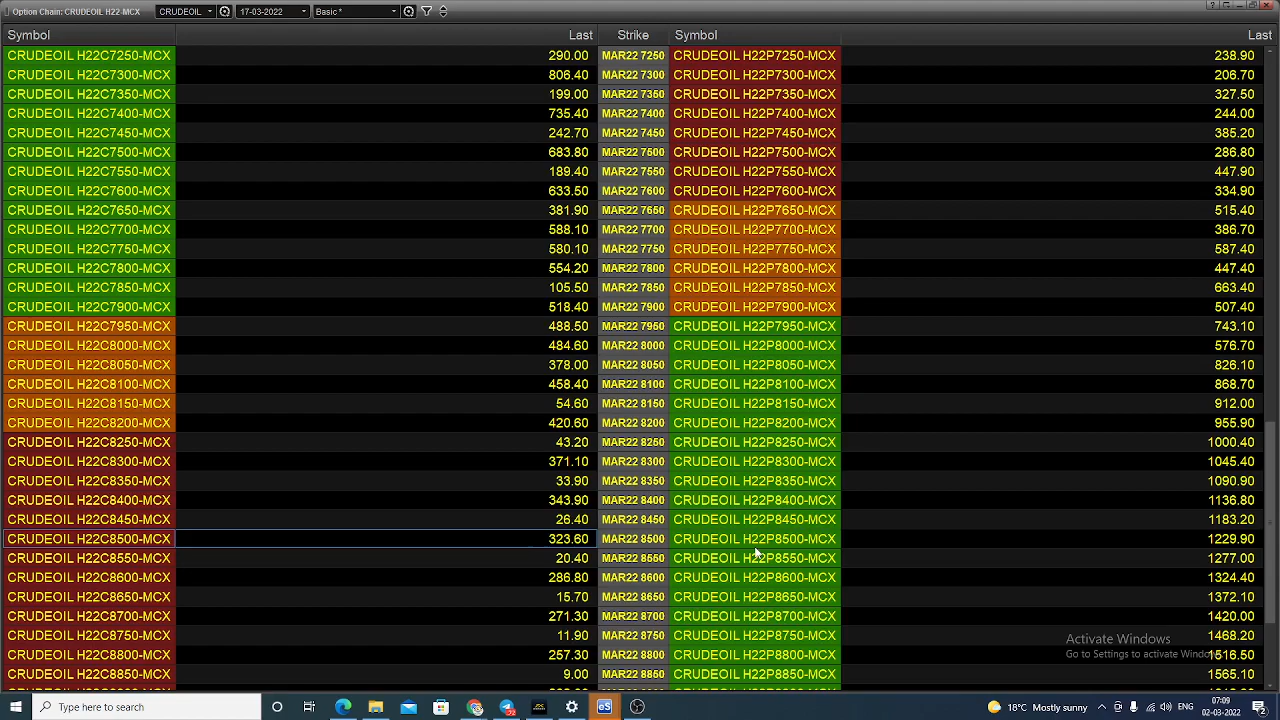 Option Chain: CRUDEOIL H22-MCX CRUDEOIL 17-03-2022 Basic *
Symbol Last Strike Symbol Last
CRUDEOIL H22C7250-MCX 290.00 MAR22 7250 CRUDEOIL H22P7250-MCX 238.90
CRUDEOIL H22C7300-MCX 806.40 MAR22 7300 CRUDEOIL H22P7300-MCX 206.70
CRUDEOIL H22C7350-MCX 199.00 MAR22 7350 CRUDEOIL H22P7350-MCX 327.50
CRUDEOIL H22C7400-MCX 735.40 MAR22 7400 CRUDEOIL H22P7400-MCX 244.00
CRUDEOIL H22C7450-MCX 242.70 MAR22 7450 CRUDEOIL H22P7450-MCX 385.20
CRUDEOIL H22C7500-MCX 683.80 MAR22 7500 CRUDEOIL H22P7500-MCX 286.80
CRUDEOIL H22C7550-MCX 189.40 MAR22 7550 CRUDEOIL H22P7550-MCX 447.90
CRUDEOIL H22C7600-MCX 633.50 MAR22 7600 CRUDEOIL H22P7600-MCX 334.90
CRUDEOIL H22C7650-MCX 381.90 MAR22 7650 CRUDEOIL H22P7650-MCX 515.40
CRUDEOIL H22C7700-MCX 588.10 MAR22 7700 CRUDEOIL H22P7700-MCX 386.70
CRUDEOIL H22C7750-MCX 580.10 MAR22 7750 CRUDEOIL H22P7750-MCX 587.40
CRUDEOIL H22C7800-MCX 554.20 MAR22 7800 CRUDEOIL H22P7800-MCX 447.40
CRUDEOIL H22C7850-MCX 105.50 MAR22 7850 CRUDEOIL H22P7850-MCX 663.40
CRUDEOIL H22C7900-MCX 518.40 MAR22 7900 CRUDEOIL H22P7900-MCX 507.40
CRUDEOIL H22C7950-MCX 488.50 MAR22 7950 CRUDEOIL H22P7950-MCX 743.10
CRUDEOIL H22C8000-MCX 484.60 MAR22 8000 CRUDEOIL H22P8000-MCX 576.70
CRUDEOIL H22C8050-MCX 378.00 MAR22 8050 CRUDEOIL H22P8050-MCX 826.10
CRUDEOIL H22C8100-MCX 458.40 MAR22 8100 CRUDEOIL H22P8100-MCX 868.70
CRUDEOIL H22C8150-MCX 54.60 MAR22 8150 CRUDEOIL H22P8150-MCX 912.00
CRUDEOIL H22C8200-MCX 420.60 MAR22 8200 CRUDEOIL H22P8200-MCX 955.90
CRUDEOIL H22C8250-MCX 43.20 MAR22 8250 CRUDEOIL H22P8250-MCX 1000.40
CRUDEOIL H22C8300-MCX 371.10 MAR22 8300 CRUDEOIL H22P8300-MCX 1045.40
CRUDEOIL H22C8350-MCX 33.90 MAR22 8350 CRUDEOIL H22P8350-MCX 1090.90
CRUDEOIL H22C8400-MCX 343.90 MAR22 8400 CRUDEOIL H22P8400-MCX 1136.80
CRUDEOIL H22C8450-MCX 26.40 MAR22 8450 CRUDEOIL H22P8450-MCX 1183.20
CRUDEOIL H22C8500-MCX 323.60 MAR22 8500 CRUDEOIL H22P8500-MCX 1229.90
CRUDEOIL H22C8550-MCX 20.40 MAR22 8550 CRUDEOIL H22P8550-MCX 1277.00
CRUDEOIL H22C8600-MCX 286.80 MAR22 8600 CRUDEOIL H22P8600-MCX 1324.40
CRUDEOIL H22C8650-MCX 15.70 MAR22 8650 CRUDEOIL H22P8650-MCX 1372.10
CRUDEOIL H22C8700-MCX 271.30 MAR22 8700 CRUDEOIL H22P8700-MCX 1420.00
CRUDEOIL H22C8750-MCX 11.90 MAR22 8750 CRUDEOIL H22P8750-MCX 1468.20
CRUDEOIL H22C8800-MCX 257.30 MAR22 8800 CRUDEOIL H22P8800-MCX 1516.50
CRUDEOIL H22C8850-MCX 9.00 MAR22 8850 CRUDEOIL H22P8850-MCX 1565.10
Activate Windows
Go to Settings to activate Windows
Type here to search eS 18°C Mostly sunny ENG 07:09
02-03-2022 2